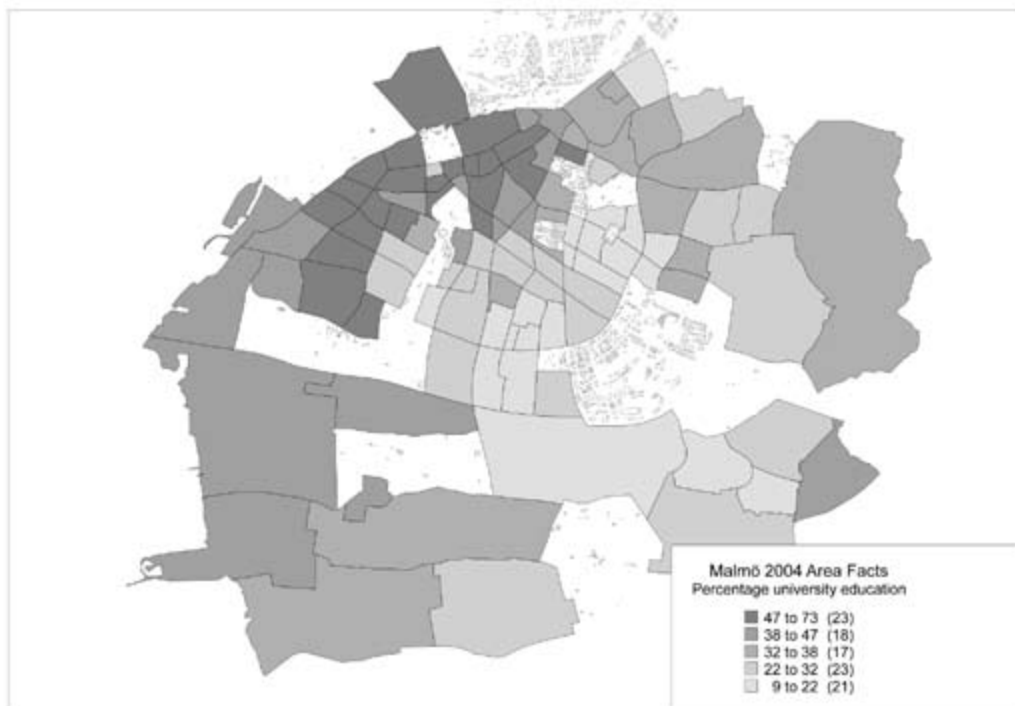 Malmö 2004 Area Facts
Percentage university education
47 to 73 (23)
38 to 47 (18)
32 to 38 (17)
22 to 32 (23)
9 to 22 (21)